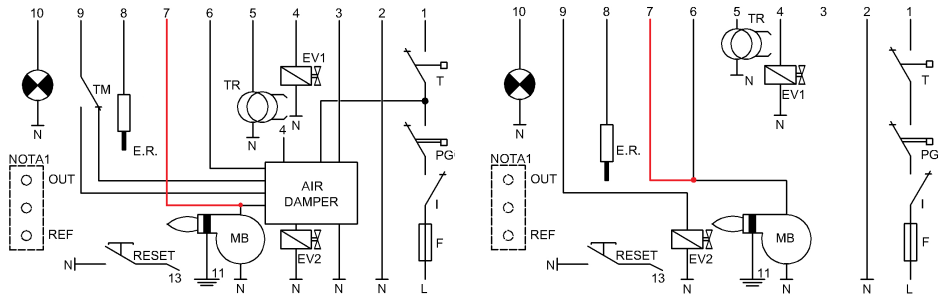 10 9 8 7 6 5 4 3 2 1
EV1
T
TM
TR
N
N
N
4
E.R.
PG
NOTA1
OUT
AIR
DAMPER
I
REF
MB
F
RESET
EV2
N
13
11
N
N
N
N
L
10 9 8 7 6 5 4 3 2 1
TR
T
N
EV1
N
N
E.R.
PG
NOTA1
OUT
I
REF
MB
F
RESET
EV2
N
13
11
N
N
N
L